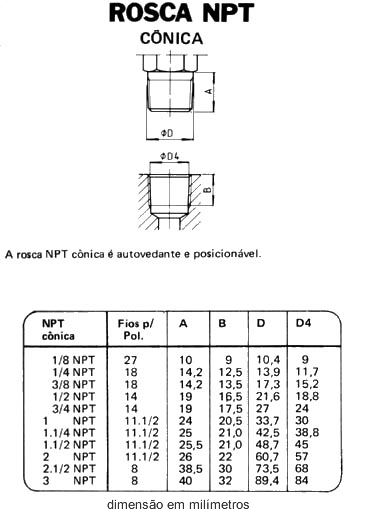 ROSCA NPT
CÔNICA
A
ØD
ØD4
B
A rosca NPT cônica é autovedante e posicionável.
NPT cônica Fios p/ Pol. A B D D4
1/8 NPT 27 10 9 10,4 9
1/4 NPT 18 14,2 12,5 13,9 11,7
3/8 NPT 18 14,2 13,5 17,3 15,2
1/2 NPT 14 19 16,5 21,6 18,8
3/4 NPT 14 19 17,5 27 24
1 NPT 11.1/2 24 20,5 33,7 30
1.1/4 NPT 11.1/2 25 21,0 42,5 38,8
1.1/2 NPT 11.1/2 25,5 21,0 48,7 45
2 NPT 11.1/2 26 22 60,7 57
2.1/2 NPT 8 38,5 30 73,5 68
3 NPT 8 40 32 89,4 84
dimensão em milímetros